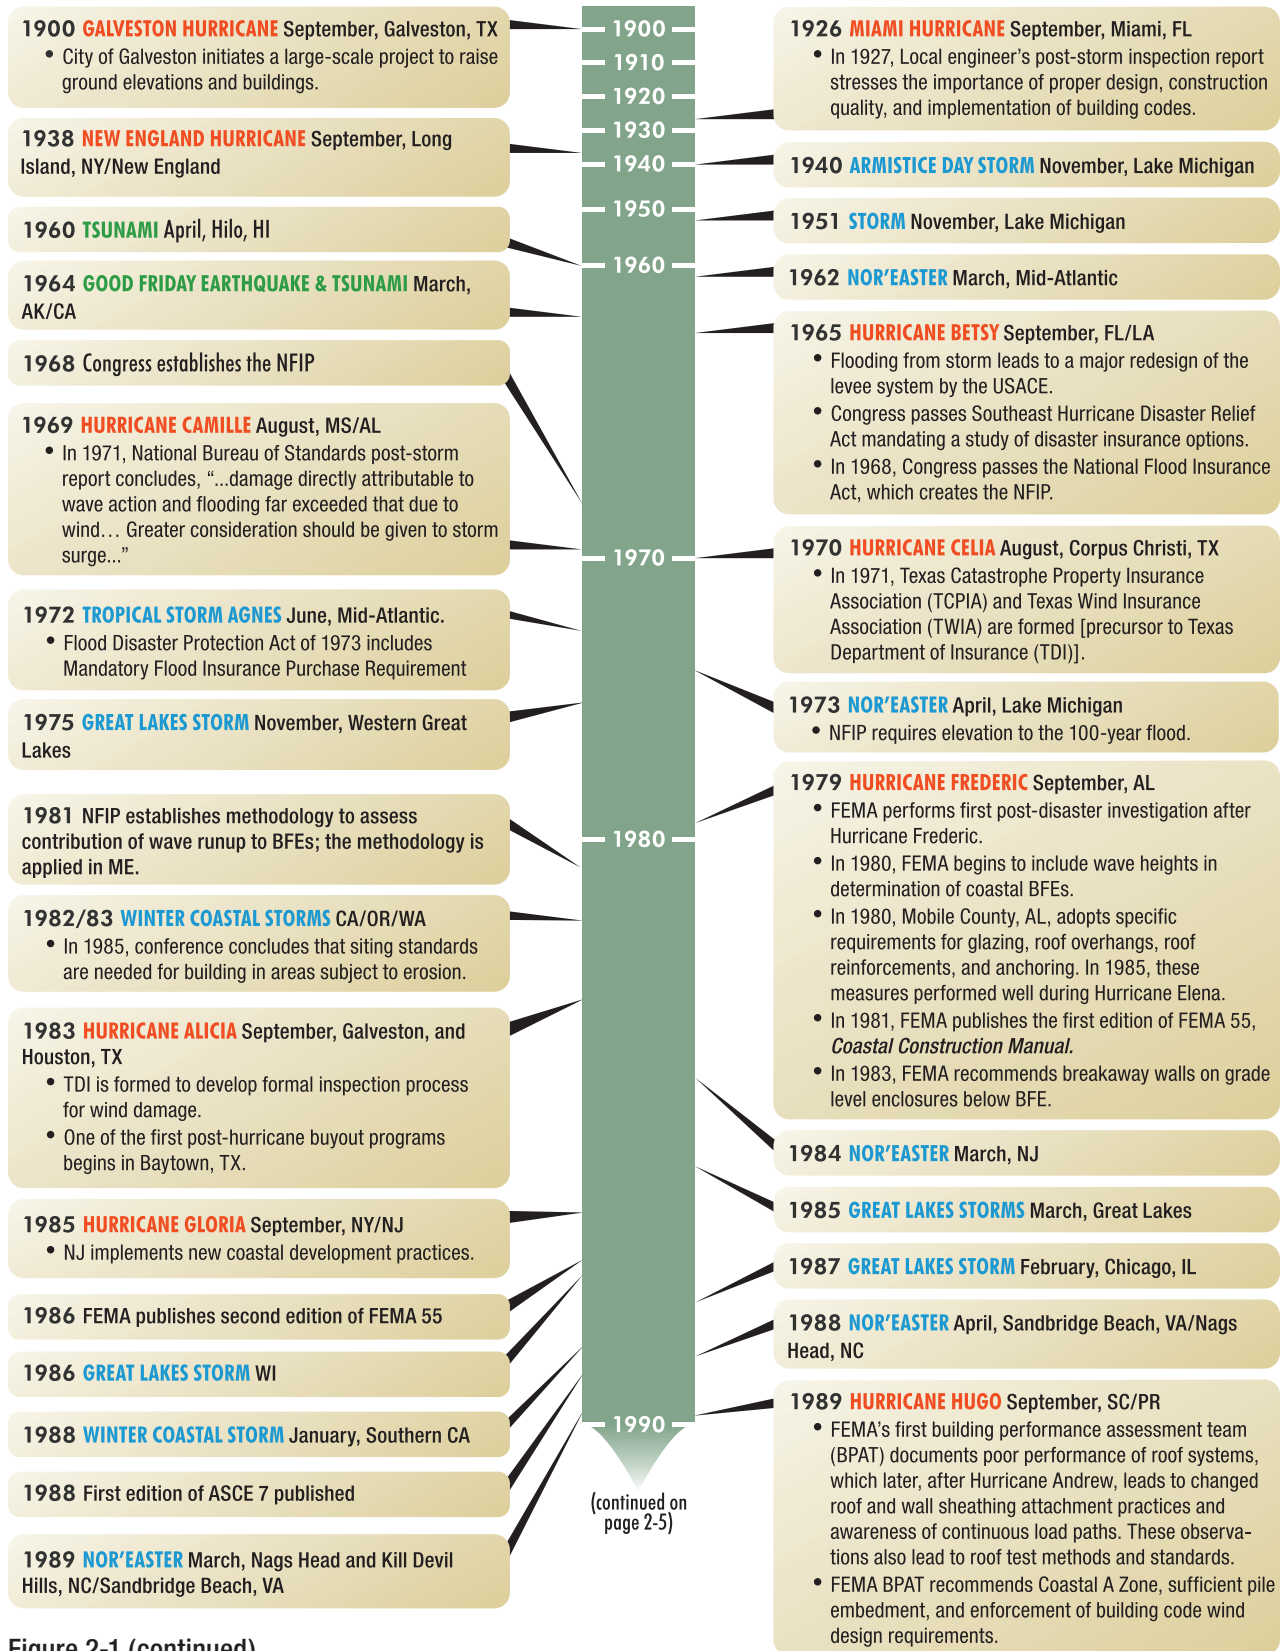 1900 GALVESTON HURRICANE September, Galveston, TX
• City of Galveston initiates a large-scale project to raise
ground elevations and buildings.
1938 NEW ENGLAND HURRICANE September, Long
Island, NY/New England
1960 TSUNAMI April, Hilo, HI
1964 GOOD FRIDAY EARTHQUAKE & TSUNAMI March,
AK/CA
1968 Congress establishes the NFIP
1969 HURRICANE CAMILLE August, MS/AL
• In 1971, National Bureau of Standards post-storm
report concludes, “...damage directly attributable to
wave action and flooding far exceeded that due to
wind… Greater consideration should be given to storm
surge...”
1972 TROPICAL STORM AGNES June, Mid-Atlantic.
• Flood Disaster Protection Act of 1973 includes
Mandatory Flood Insurance Purchase Requirement
1975 GREAT LAKES STORM November, Western Great
Lakes
1981 NFIP establishes methodology to assess
contribution of wave runup to BFEs; the methodology is
applied in ME.
1982/83 WINTER COASTAL STORMS CA/OR/WA
• In 1985, conference concludes that siting standards
are needed for building in areas subject to erosion.
1983 HURRICANE ALICIA September, Galveston, and
Houston, TX
• TDI is formed to develop formal inspection process
for wind damage.
• One of the first post-hurricane buyout programs
begins in Baytown, TX.
1985 HURRICANE GLORIA September, NY/NJ
• NJ implements new coastal development practices.
1986 FEMA publishes second edition of FEMA 55
1986 GREAT LAKES STORM WI
1988 WINTER COASTAL STORM January, Southern CA
1988 First edition of ASCE 7 published
1989 NOR’EASTER March, Nags Head and Kill Devil
Hills, NC/Sandbridge Beach, VA
1900
1910
1920
1930
1940
1950
1960
1970
1980
1990
(continued on
page 2-5)
1926 MIAMI HURRICANE September, Miami, FL
• In 1927, Local engineer’s post-storm inspection report
stresses the importance of proper design, construction
quality, and implementation of building codes.
1940 ARMISTICE DAY STORM November, Lake Michigan
1951 STORM November, Lake Michigan
1962 NOR’EASTER March, Mid-Atlantic
1965 HURRICANE BETSY September, FL/LA
• Flooding from storm leads to a major redesign of the
levee system by the USACE.
• Congress passes Southeast Hurricane Disaster Relief
Act mandating a study of disaster insurance options.
• In 1968, Congress passes the National Flood Insurance
Act, which creates the NFIP.
1970 HURRICANE CELIA August, Corpus Christi, TX
• In 1971, Texas Catastrophe Property Insurance
Association (TCPIA) and Texas Wind Insurance
Association (TWIA) are formed [precursor to Texas
Department of Insurance (TDI)].
1973 NOR’EASTER April, Lake Michigan
• NFIP requires elevation to the 100-year flood.
1979 HURRICANE FREDERIC September, AL
• FEMA performs first post-disaster investigation after
Hurricane Frederic.
• In 1980, FEMA begins to include wave heights in
determination of coastal BFEs.
• In 1980, Mobile County, AL, adopts specific
requirements for glazing, roof overhangs, roof
reinforcements, and anchoring. In 1985, these
measures performed well during Hurricane Elena.
• In 1981, FEMA publishes the first edition of FEMA 55,
Coastal Construction Manual.
• In 1983, FEMA recommends breakaway walls on grade
level enclosures below BFE.
1984 NOR’EASTER March, NJ
1985 GREAT LAKES STORMS March, Great Lakes
1987 GREAT LAKES STORM February, Chicago, IL
1988 NOR’EASTER April, Sandbridge Beach, VA/Nags
Head, NC
1989 HURRICANE HUGO September, SC/PR
• FEMA’s first building performance assessment team
(BPAT) documents poor performance of roof systems,
which later, after Hurricane Andrew, leads to changed
roof and wall sheathing attachment practices and
awareness of continuous load paths. These observa-
tions also lead to roof test methods and standards.
• FEMA BPAT recommends Coastal A Zone, sufficient pile
embedment, and enforcement of building code wind
design requirements.
Figure 2-1 (continued)